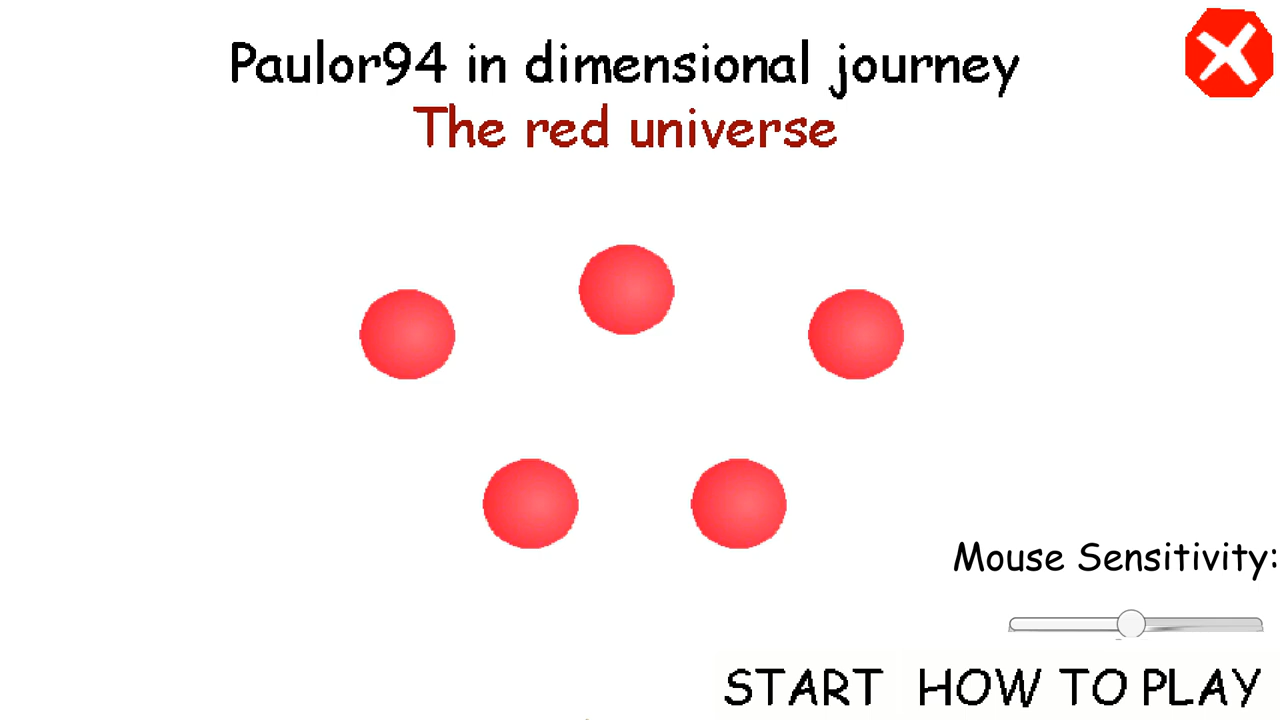 Paulor94 in dimensional journey
The red universe
Mouse Sensitivity:
START HOW TO PLAY